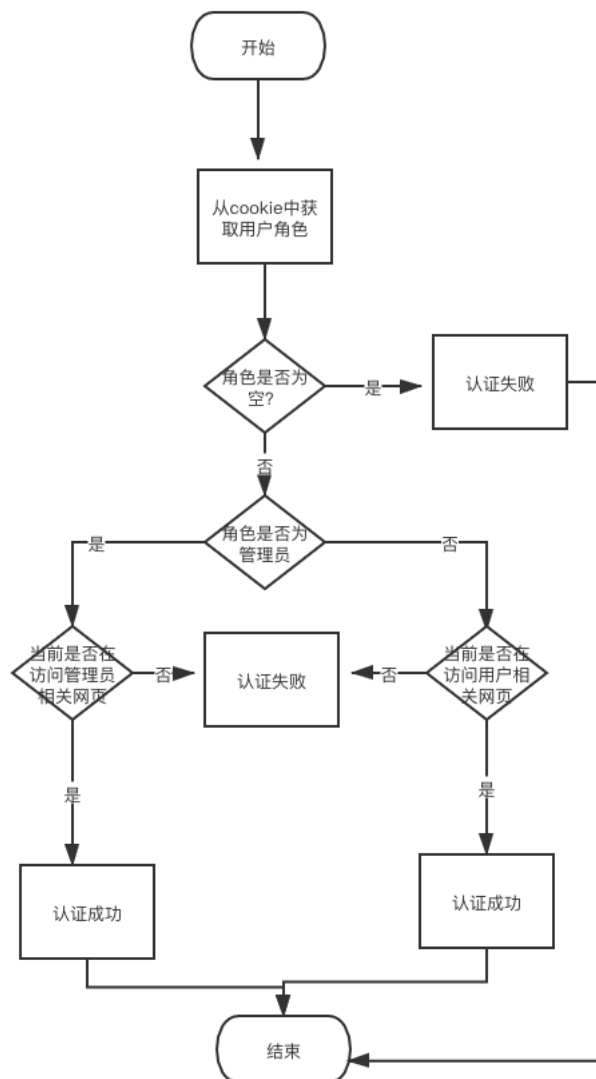 开始
从cookie中获
取用户角色
角色是否为
空?
是
认证失败
否
角色是否为
管理员
是
否
当前是否在
访问管理员
相关网页
否
认证失败
否
当前是否在
访问用户相
关网页
是
是
认证成功
认证成功
结束